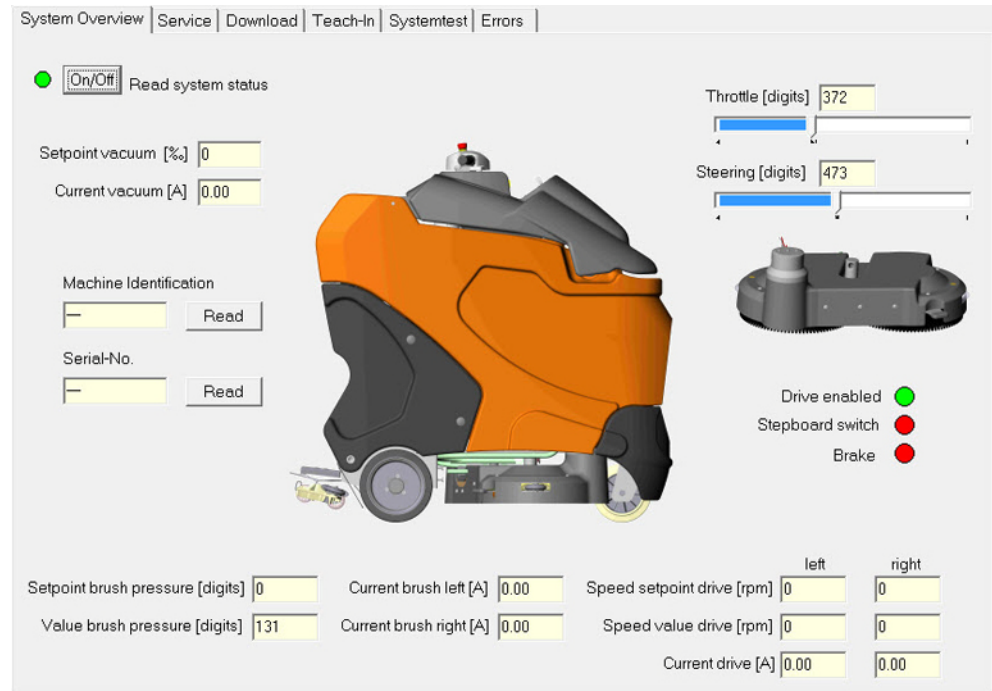 System Overview Service Download Teach-In Systemtest Errors
On/Off Read system status
Throttle [digits] 372
Setpoint vacuum [‰] 0
Current vacuum [A] 0.00
Steering [digits] 473
Machine Identification
— Read
Serial-No.
— Read
Drive enabled
Stepboard switch
Brake
left right
Setpoint brush pressure [digits] 0 Current brush left [A] 0.00 Speed setpoint drive [rpm] 0 0
Value brush pressure [digits] 131 Current brush right [A] 0.00 Speed value drive [rpm] 0 0
Current drive [A] 0.00 0.00